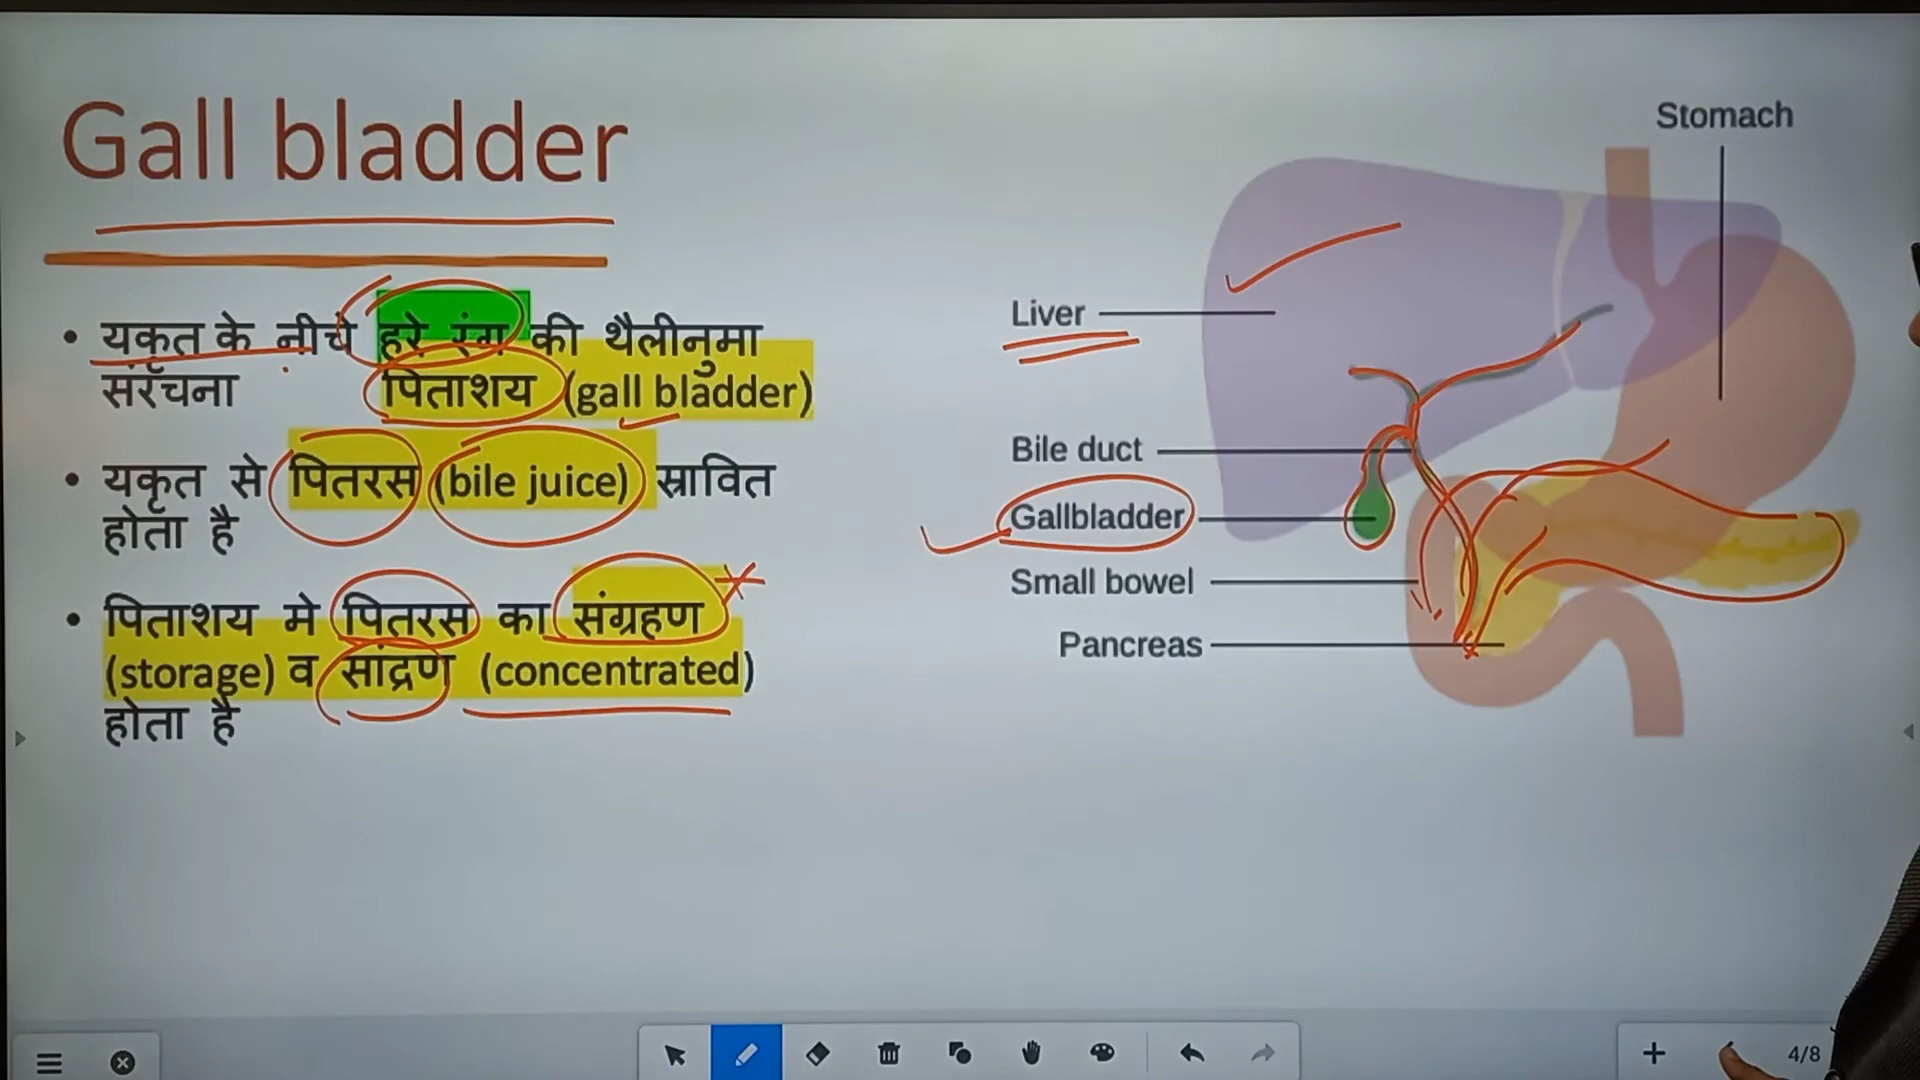 Gall bladder
• यकृत के नीचे हरे रंग की थैलीनुमा
संरचना पिताशय (gall bladder)
• यकृत से पितरस (bile juice) स्रावित
होता है
• पिताशय मे पितरस का संग्रहण
(storage) व सांद्रण (concentrated)
होता है
Stomach
Liver
Bile duct
Gallbladder
Small bowel
Pancreas
4/8